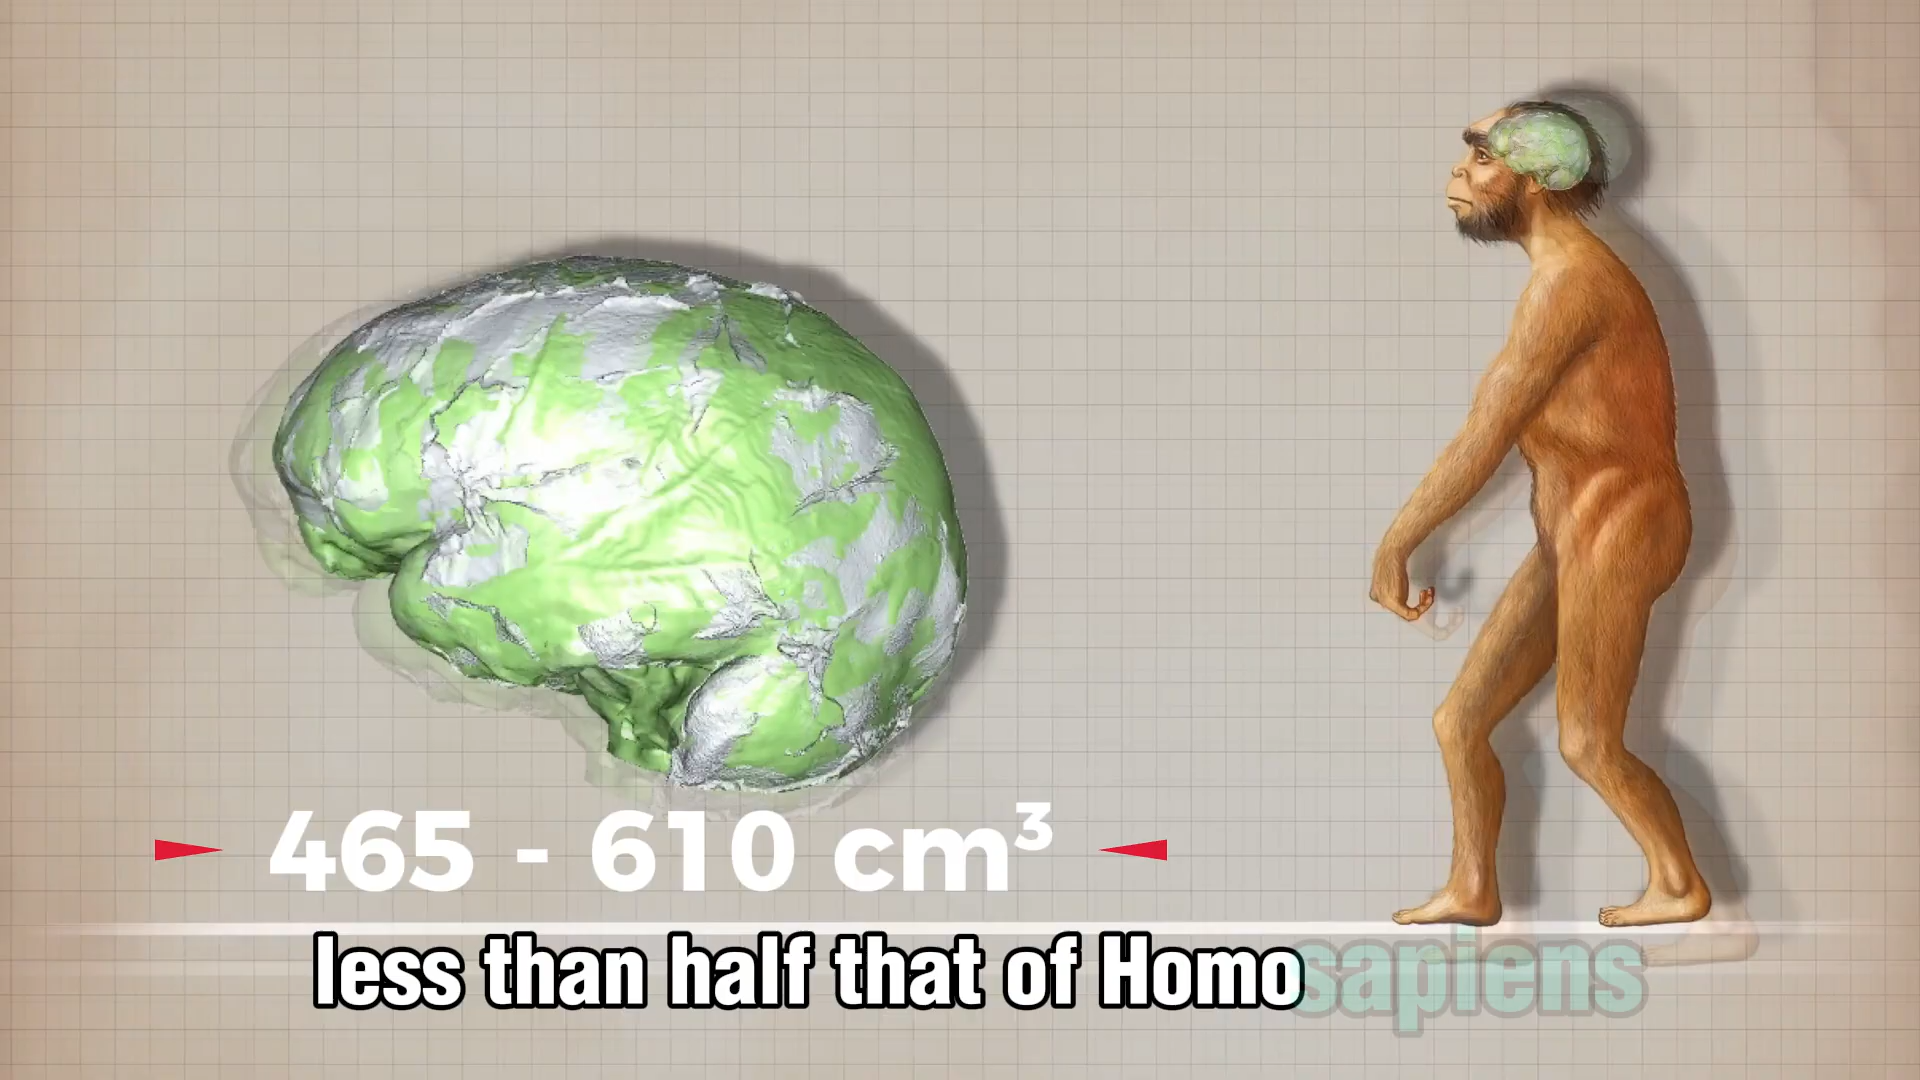 465 - 610 cm³
less than half that of Homo sapiens